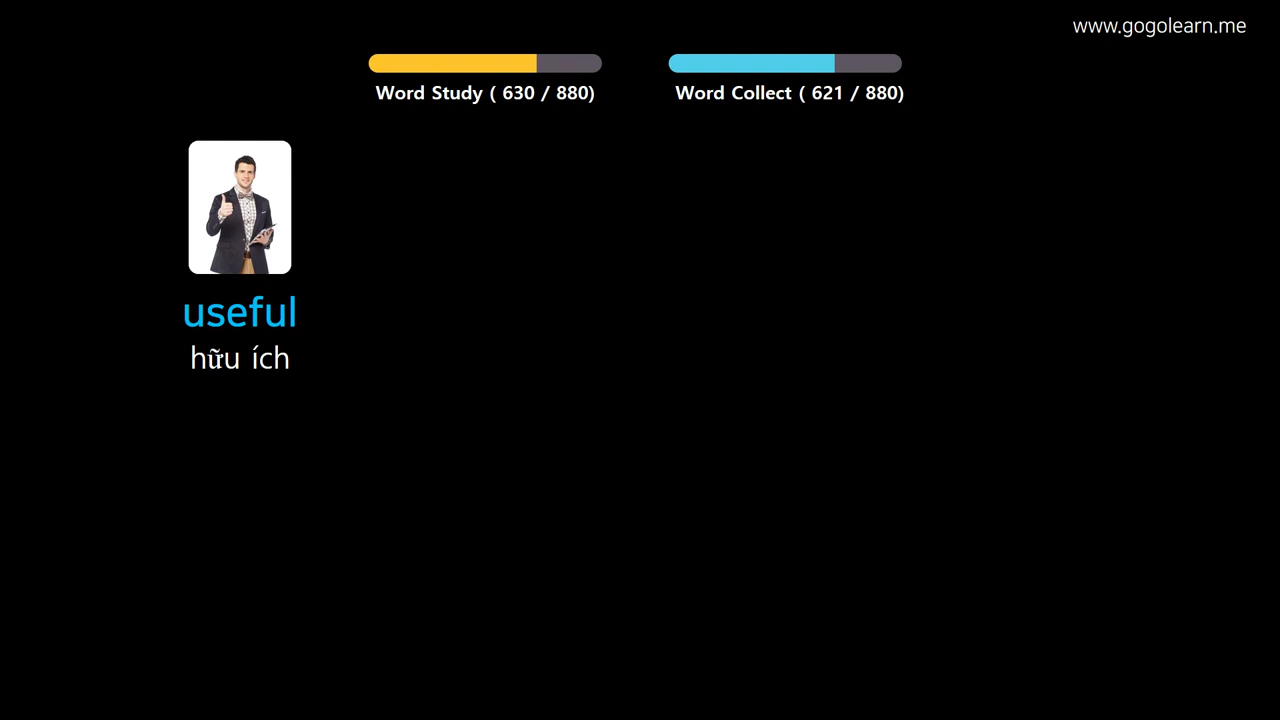 www.gogolearn.me
Word Study ( 630 / 880)
Word Collect ( 621 / 880)
useful
hữu ích